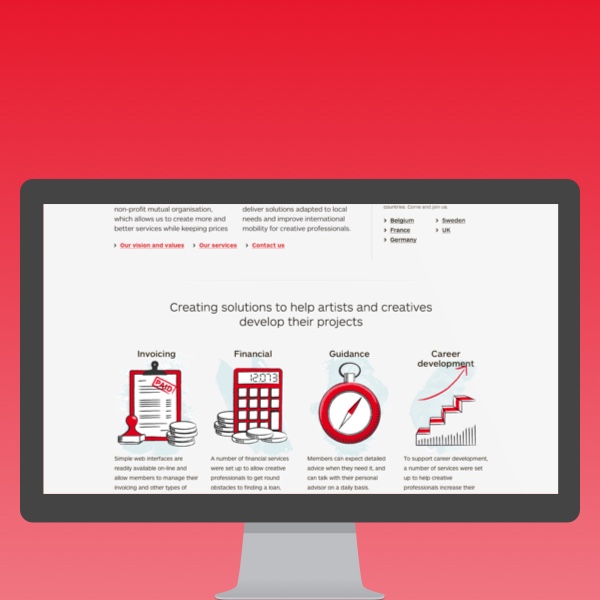 non-profit mutual organisation,
which allows us to create more and
better services while keeping prices
deliver solutions adapted to local
needs and improve international
mobility for creative professionals.
countries. Come and join us.
Belgium
France
Germany
Sweden
UK
Our vision and values
Our services
Contact us
Creating solutions to help artists and creatives
develop their projects
Invoicing
PAID
Simple web interfaces are
readily available on-line and
allow members to manage their
invoicing and other types of
Financial
12073
A number of financial services
were set up to allow creative
professionals to get round
obstacles to finding a loan,
Guidance
Members can expect detailed
advice when they need it, and
can talk with their personal
advisor on a daily basis.
Career
development
To support career development,
a number of services were set
up to help creative
professionals increase their